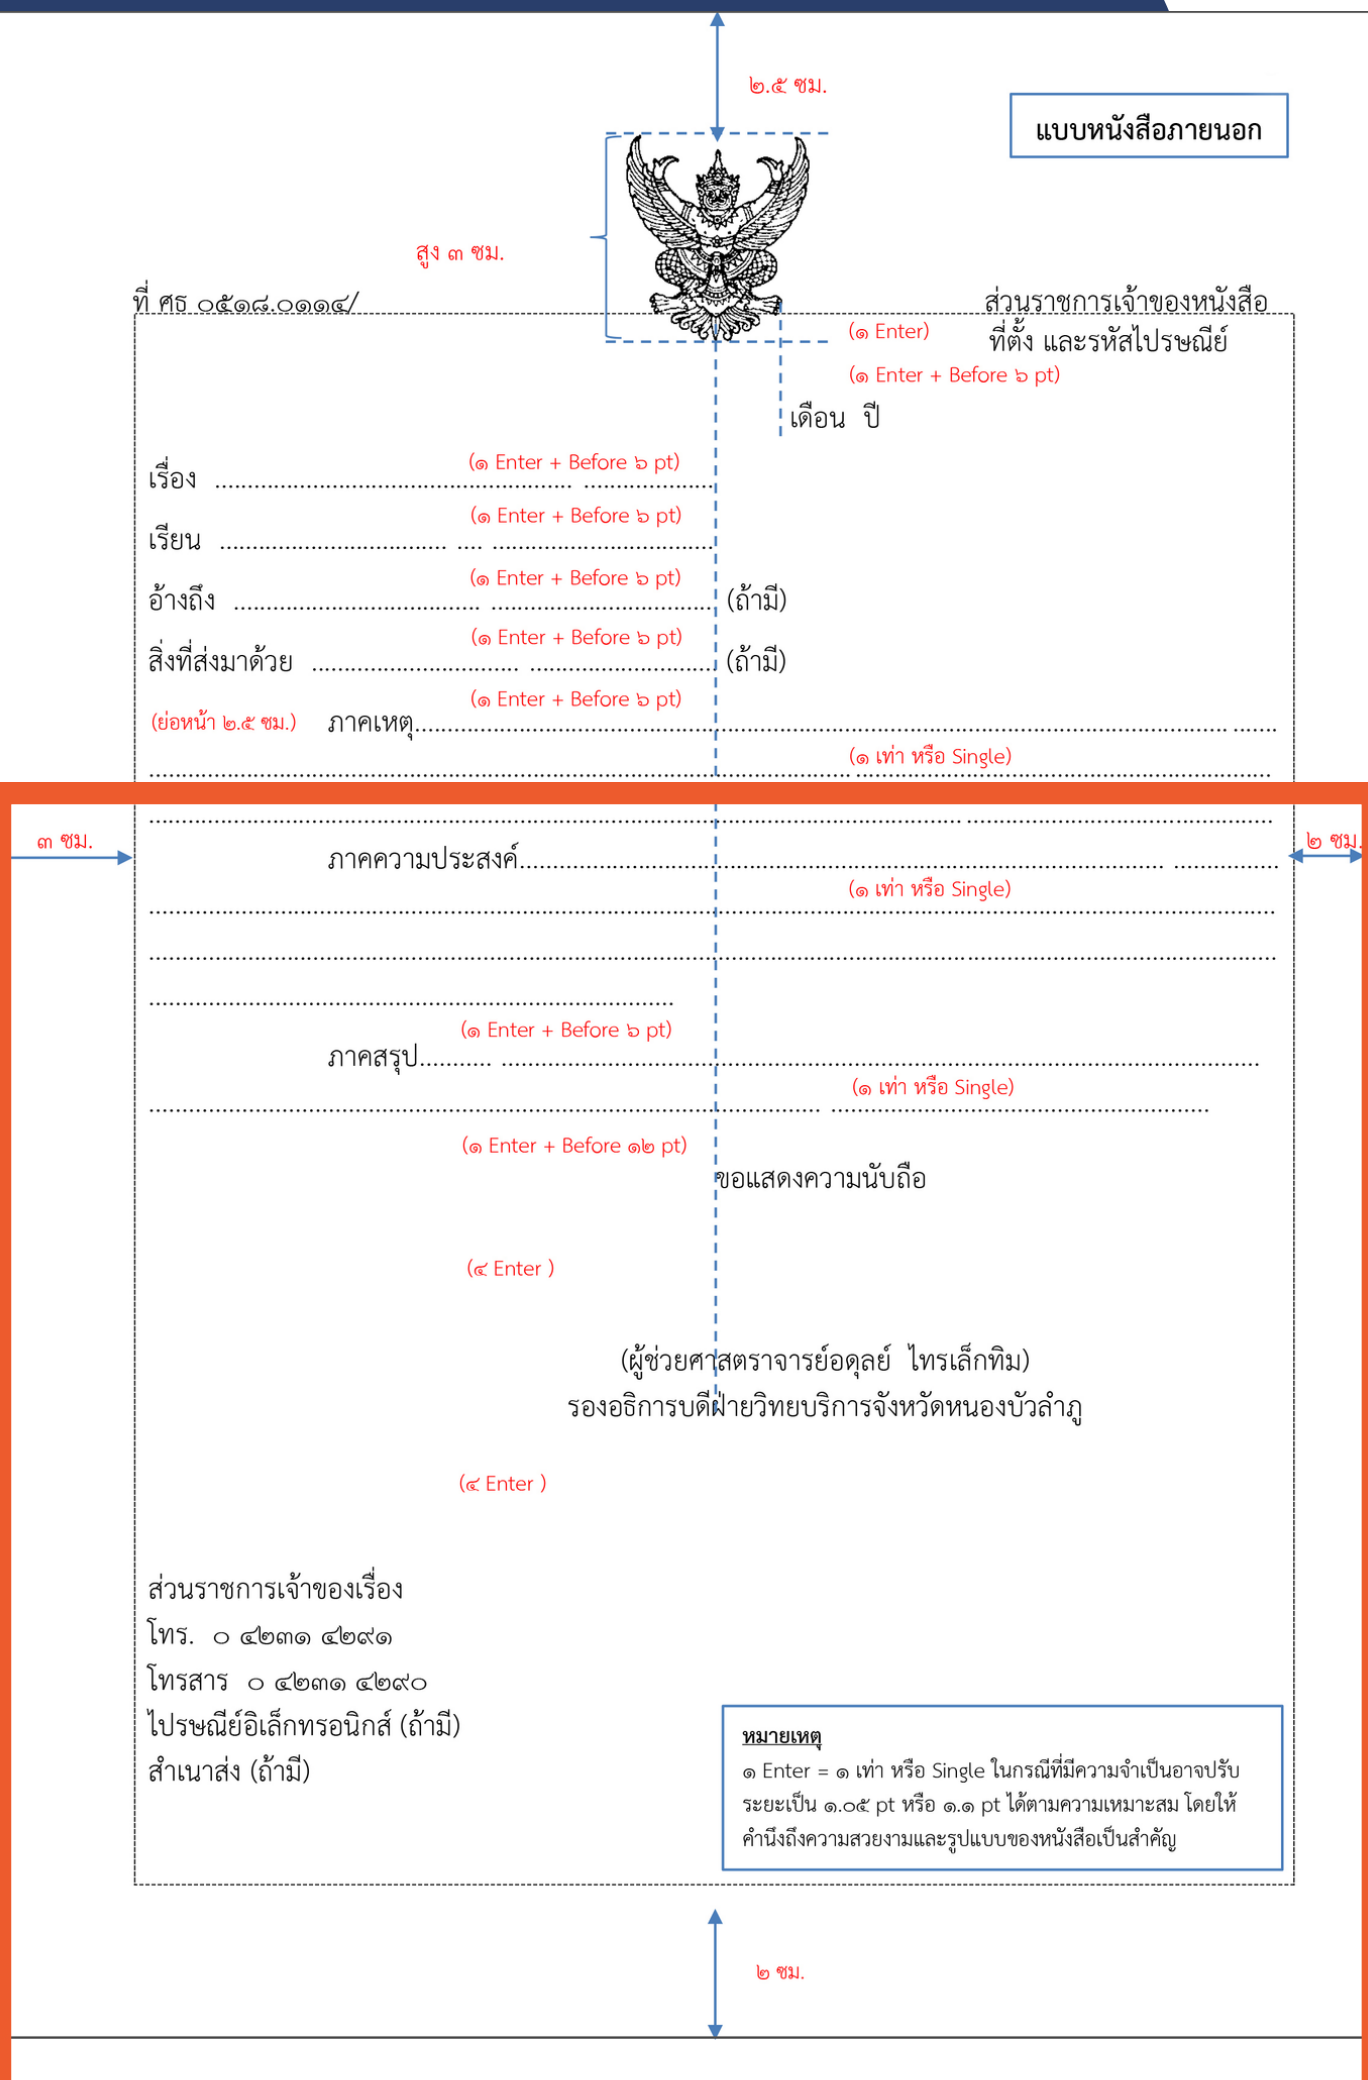 ๒.๕ ซม.
แบบหนังสือภายนอก
สูง ๓ ซม.
ที่ ศธ ๐๕๑๘.๐๑๑๔/
ส่วนราชการเจ้าของหนังสือ
(๑ Enter)
ที่ตั้ง และรหัสไปรษณีย์
(๑ Enter + Before ๖ pt)
เดือน ปี
(๑ Enter + Before ๖ pt)
เรื่อง ....................................................... ....................
(๑ Enter + Before ๖ pt)
เรียน ................................... .... ..................................
(๑ Enter + Before ๖ pt)
อ้างถึง ...................................... .................................. (ถ้ามี)
(๑ Enter + Before ๖ pt)
สิ่งที่ส่งมาด้วย ................................ ............................. (ถ้ามี)
(๑ Enter + Before ๖ pt)
(ย่อหน้า ๒.๕ ซม.) ภาคเหตุ............................................................................................................................... .......
(๑ เท่า หรือ Single)
............................................................................................................ ................................................................
............................................................................................................................. ...............................................
๓ ซม.
๒ ซม.
ภาคความประสงค์.................................................................................................... ................
(๑ เท่า หรือ Single)
..............................................................................................................................................................................
..............................................................................................................................................................................
.................................................................................
(๑ Enter + Before ๖ pt)
ภาคสรุป........... .....................................................................................................................
(๑ เท่า หรือ Single)
........................................................................................................ ..........................................................
(๑ Enter + Before ๑๒ pt)
ขอแสดงความนับถือ
(๔ Enter )
(ผู้ช่วยศาสตราจารย์อดุลย์ ไทรเล็กทิม)
รองอธิการบดีฝ่ายวิทยบริการจังหวัดหนองบัวลำภู
(๔ Enter )
ส่วนราชการเจ้าของเรื่อง
โทร. ๐ ๔๒๓๑ ๔๒๙๑
โทรสาร ๐ ๔๒๓๑ ๔๒๙๐
ไปรษณีย์อิเล็กทรอนิกส์ (ถ้ามี)
สำเนาส่ง (ถ้ามี)
หมายเหตุ
๑ Enter = ๑ เท่า หรือ Single ในกรณีที่มีความจำเป็นอาจปรับ
ระยะเป็น ๑.๐๕ pt หรือ ๑.๑ pt ได้ตามความเหมาะสม โดยให้
คำนึงถึงความสวยงามและรูปแบบของหนังสือเป็นสำคัญ
๒ ซม.